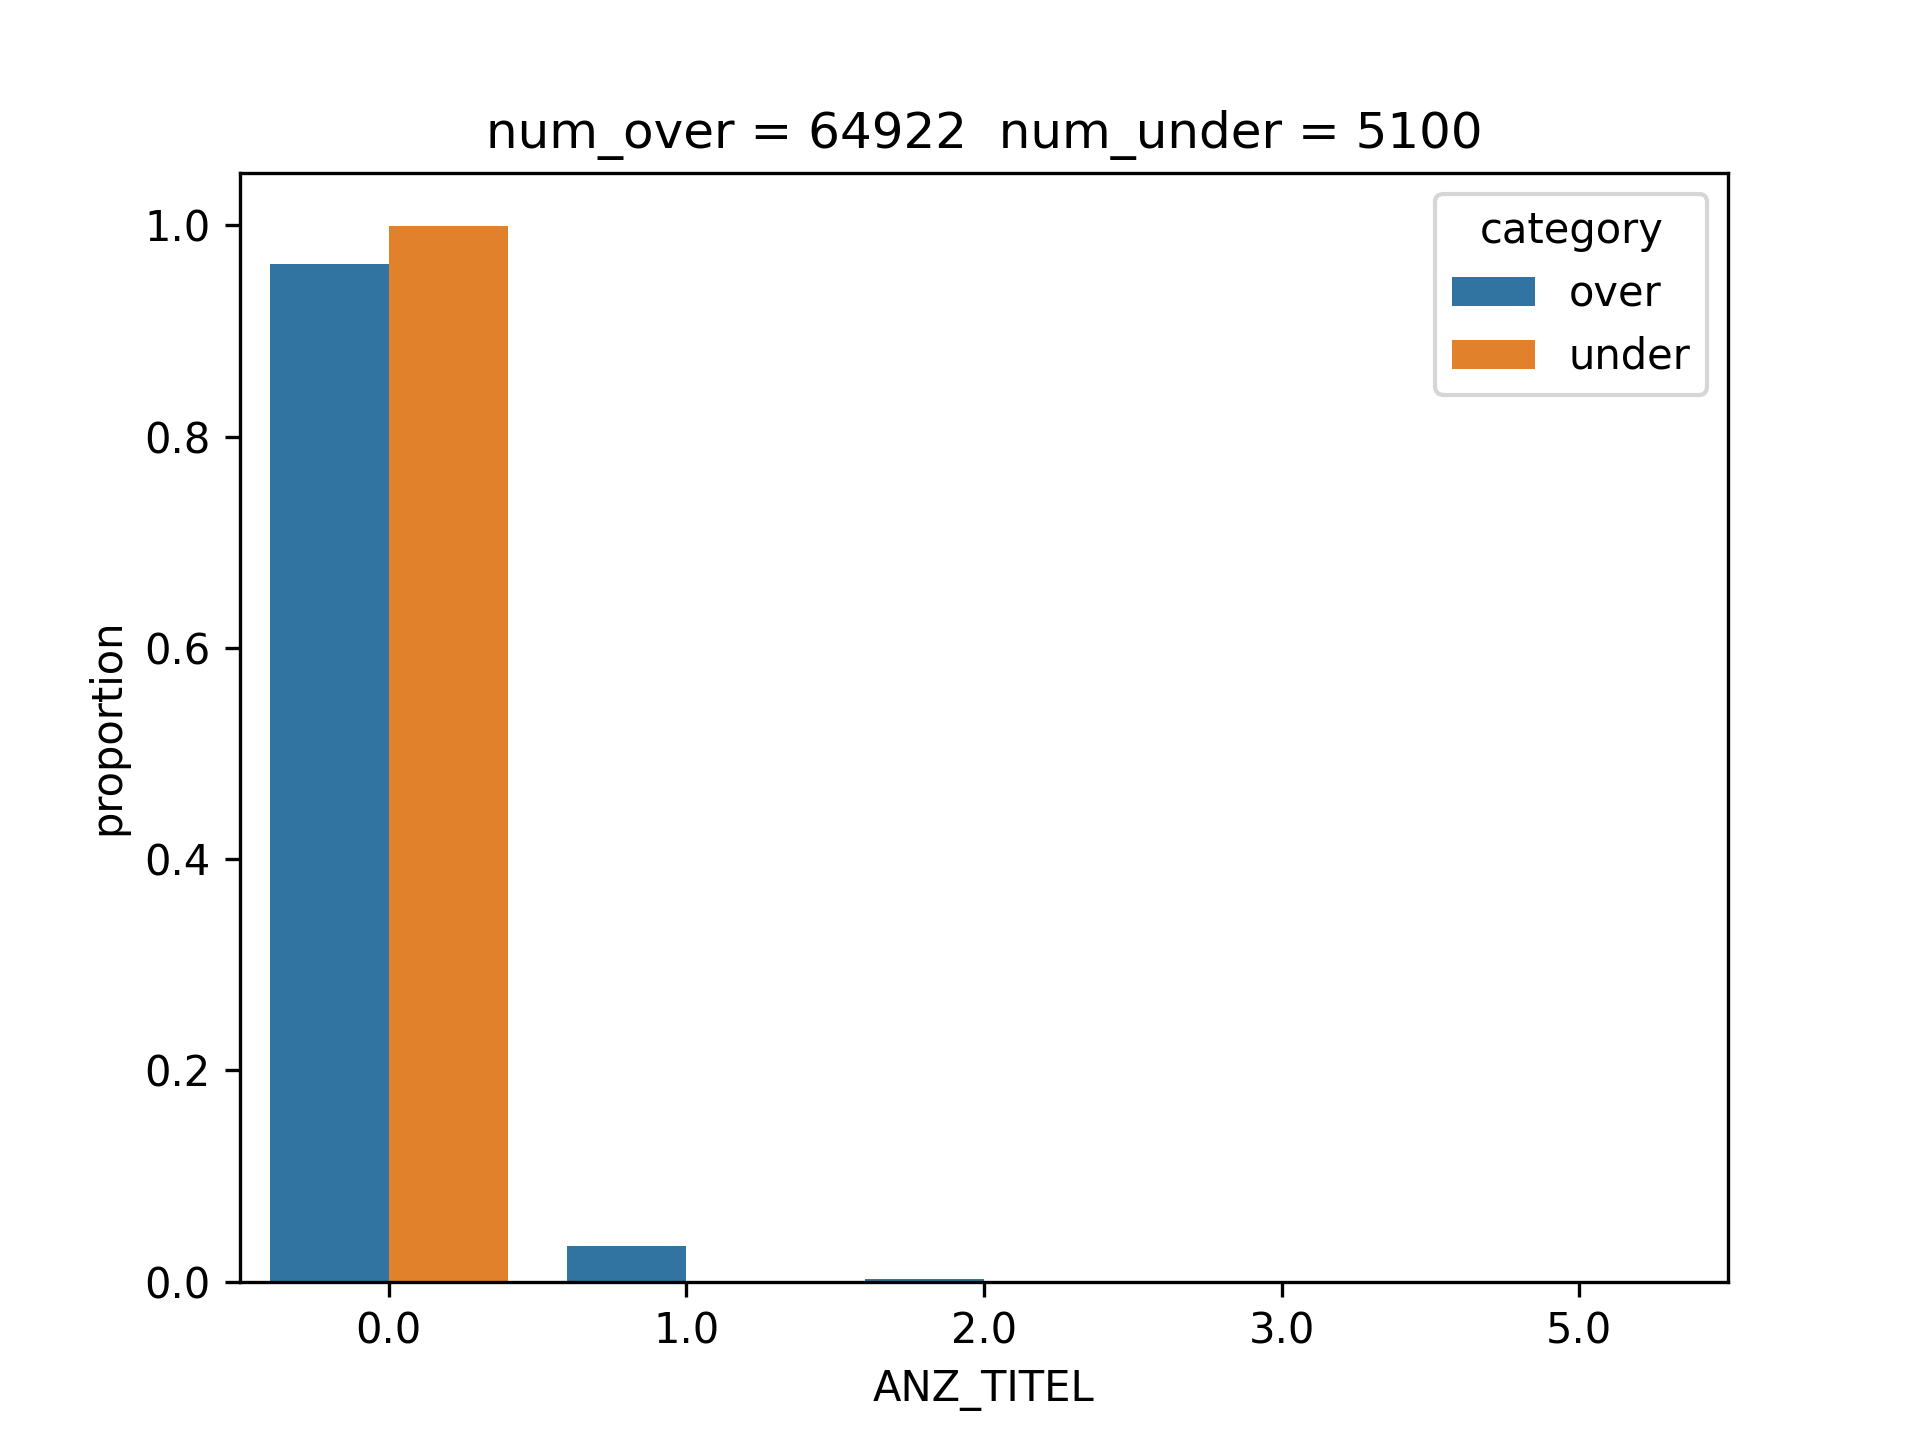 num_over = 64922  num_under = 5100
category
over
under
1.0
0.8
0.6
0.4
0.2
0.0
proportion
0.0 1.0 2.0 3.0 5.0
ANZ_TITEL